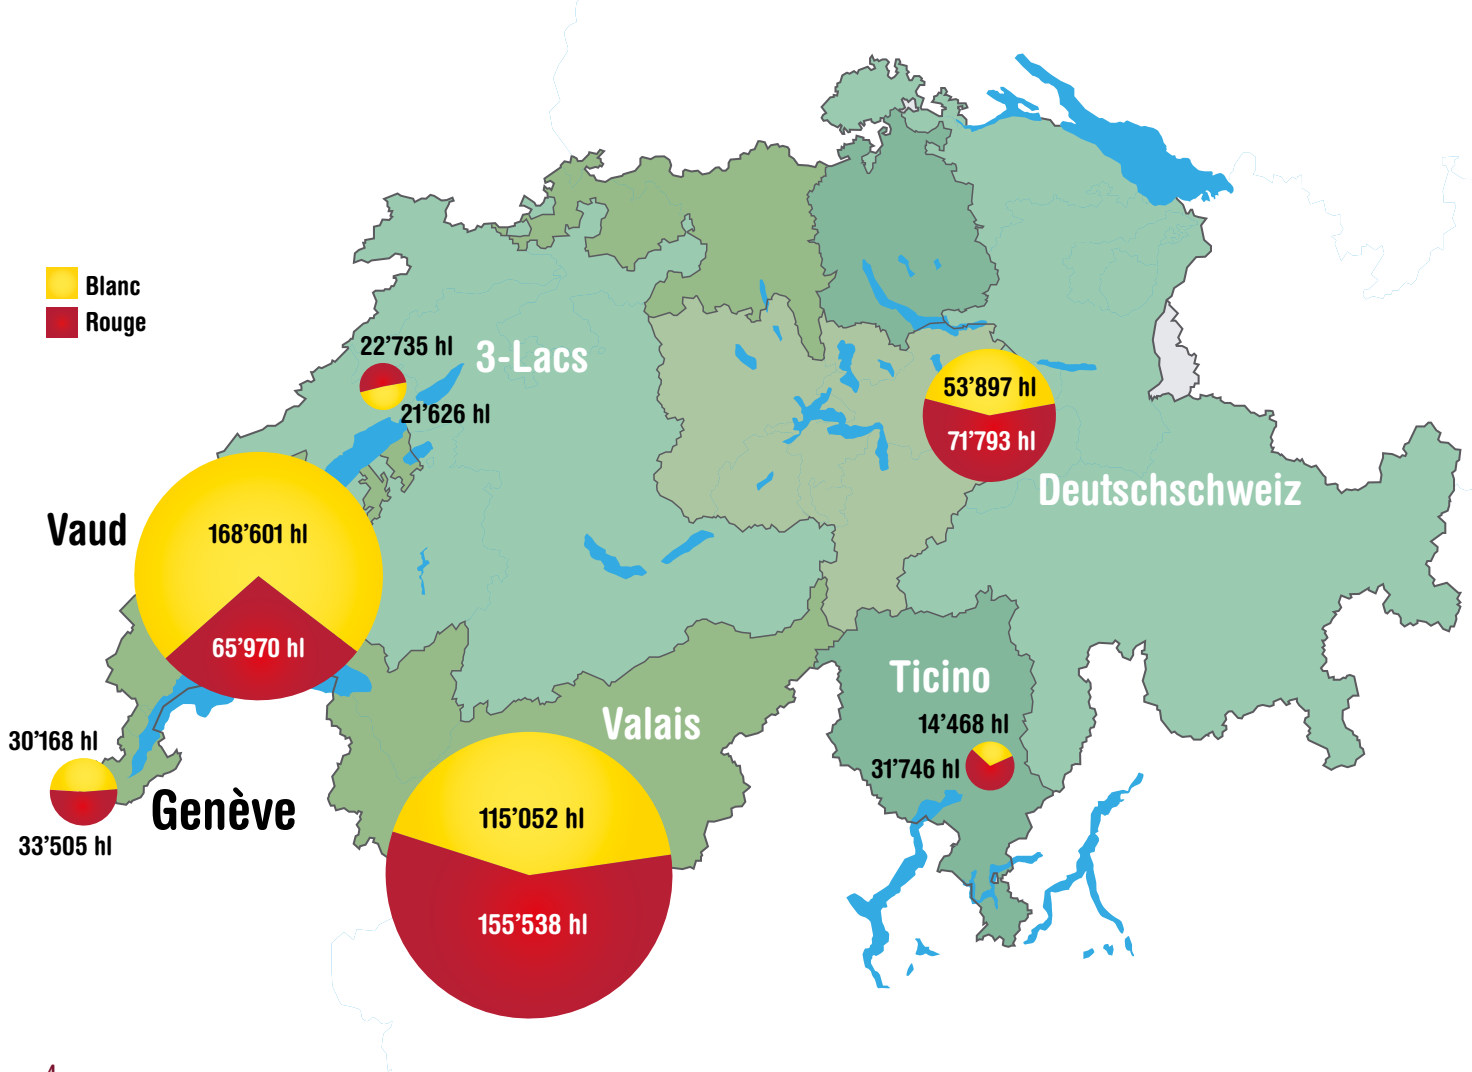 Blanc
Rouge
22'735 hl
3-Lacs
21'626 hl
53'897 hl
71'793 hl
Deutschschweiz
Vaud
168'601 hl
65'970 hl
Ticino
14'468 hl
31'746 hl
Valais
30'168 hl
Genève
33'505 hl
115'052 hl
155'538 hl